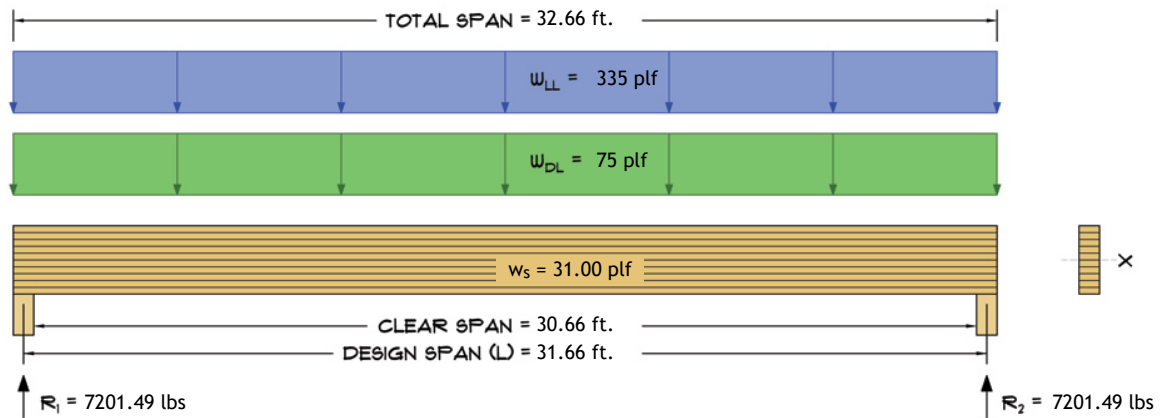 TOTAL SPAN = 32.66 ft.
wLL = 335 plf
wDL = 75 plf
ws = 31.00 plf
X
CLEAR SPAN = 30.66 ft.
DESIGN SPAN (L) = 31.66 ft.
R1 = 7201.49 lbs
R2 = 7201.49 lbs